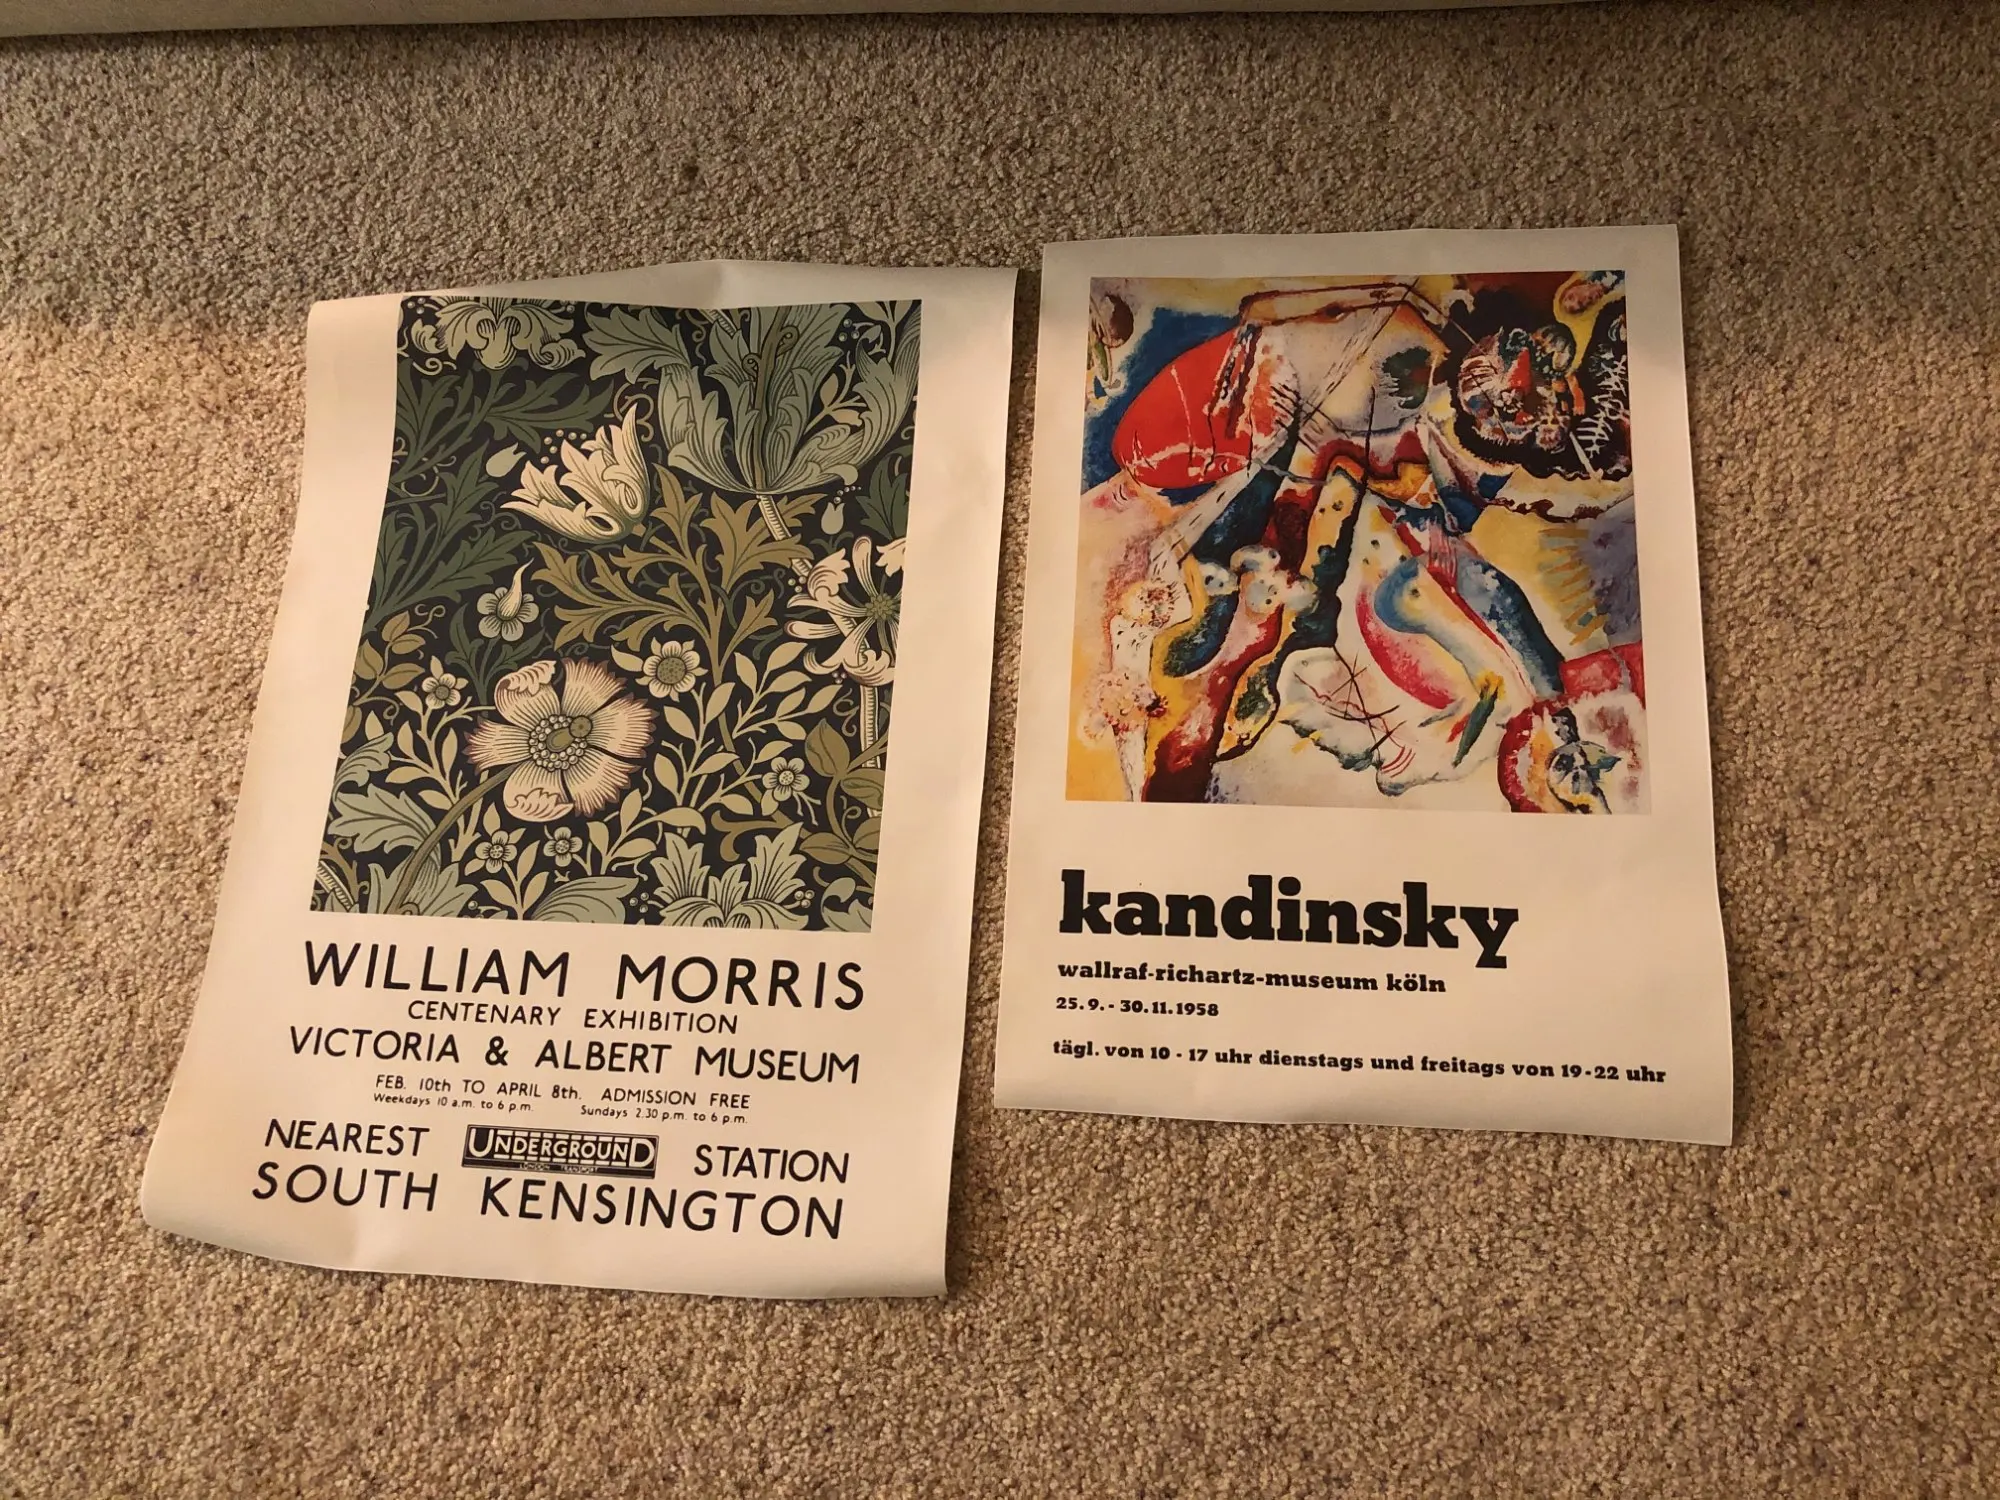 WILLIAM MORRIS
CENTENARY EXHIBITION
VICTORIA & ALBERT MUSEUM
FEB. 10th TO APRIL 8th. ADMISSION FREE
Weekdays 10 a.m. to 6 p.m. Sundays 2.30 p.m. to 6 p.m.
NEAREST UNDERGROUND STATION
LONDON TRANSPORT
SOUTH KENSINGTON
kandinsky
wallraf-richartz-museum köln
25.9.-30.11.1958
tägl. von 10 - 17 uhr dienstags und freitags von 19-22 uhr